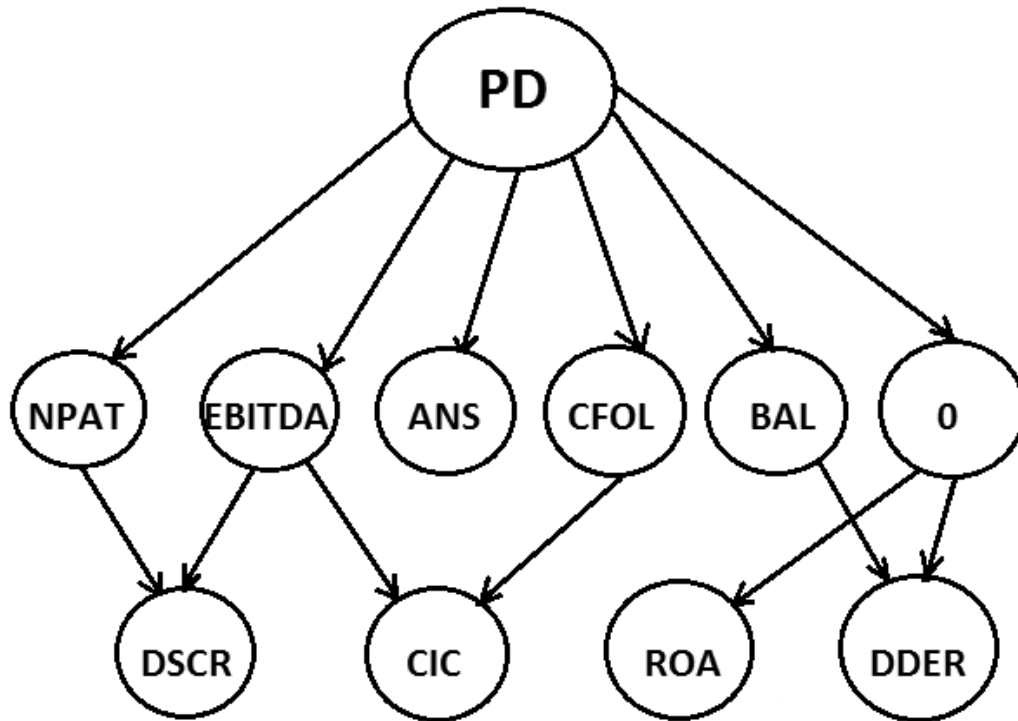 PD
NPAT
EBITDA
ANS
CFOL
BAL
0
DSCR
CIC
ROA
DDER